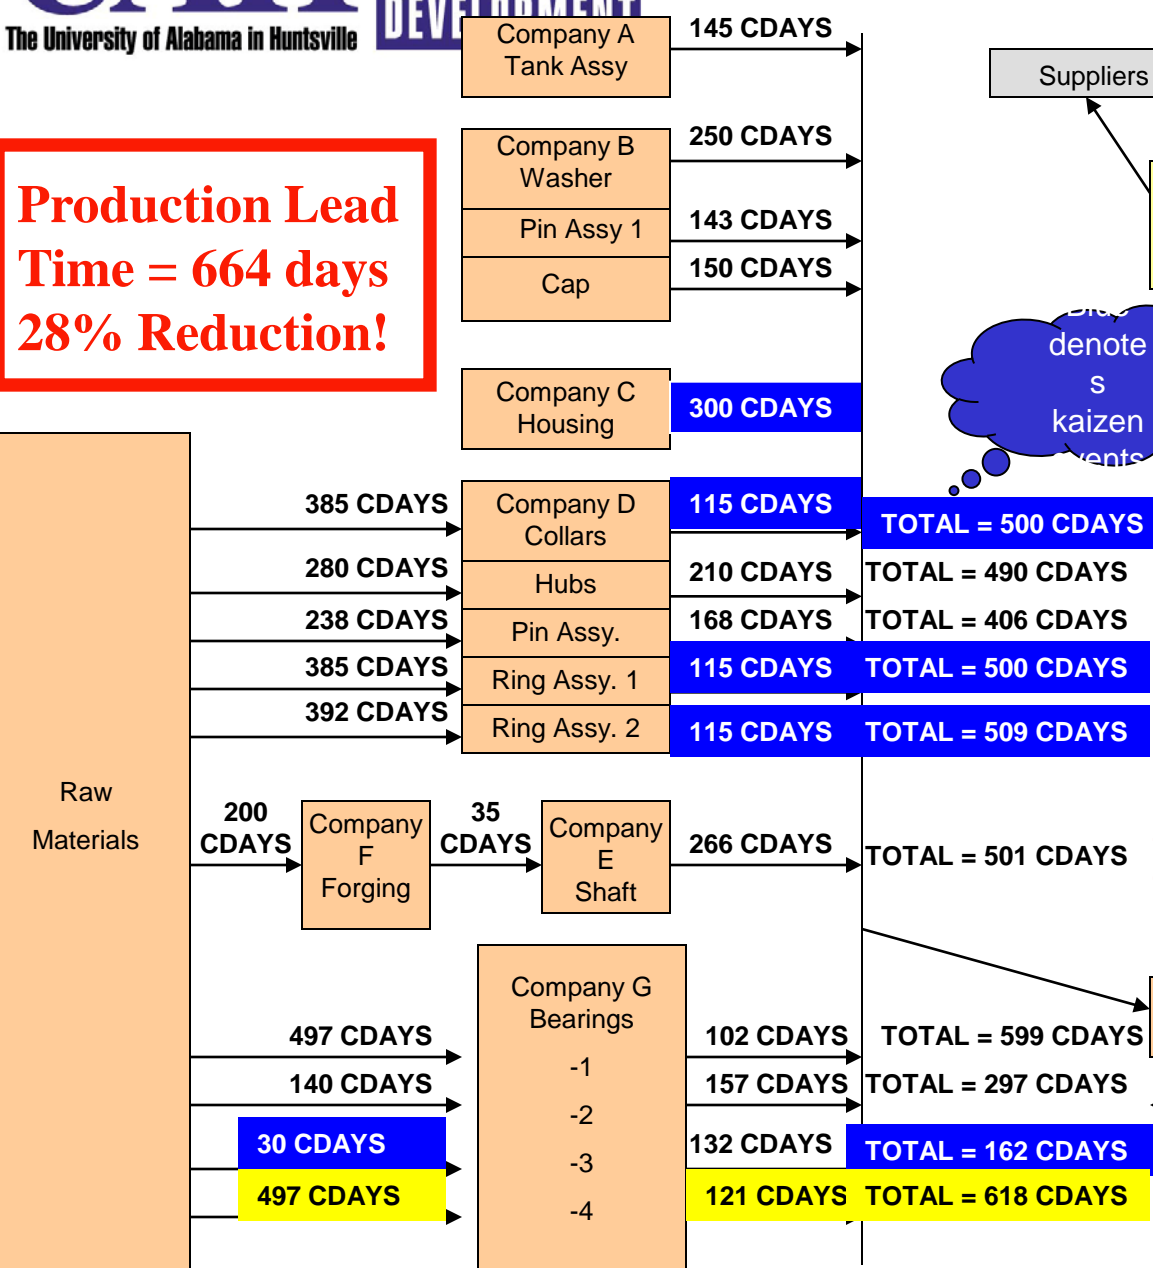 The University of Alabama in Huntsville
DEVELOPMENT
Company A
Tank Assy
145 CDAYS
Suppliers
Production Lead
Time = 664 days
28% Reduction!
Company B
Washer
250 CDAYS
Pin Assy 1
143 CDAYS
Cap
150 CDAYS
Blue
denote
s
kaizen
events
Company C
Housing
300 CDAYS
385 CDAYS
Company D
Collars
115 CDAYS
TOTAL = 500 CDAYS
280 CDAYS
Hubs
210 CDAYS
TOTAL = 490 CDAYS
238 CDAYS
Pin Assy.
168 CDAYS
TOTAL = 406 CDAYS
385 CDAYS
Ring Assy. 1
115 CDAYS
TOTAL = 500 CDAYS
392 CDAYS
Ring Assy. 2
115 CDAYS
TOTAL = 509 CDAYS
Raw
Materials
200
CDAYS
Company
F
Forging
35
CDAYS
Company
E
Shaft
266 CDAYS
TOTAL = 501 CDAYS
Company G
Bearings
497 CDAYS
-1
102 CDAYS
TOTAL = 599 CDAYS
140 CDAYS
-2
157 CDAYS
TOTAL = 297 CDAYS
30 CDAYS
-3
132 CDAYS
TOTAL = 162 CDAYS
497 CDAYS
-4
121 CDAYS
TOTAL = 618 CDAYS